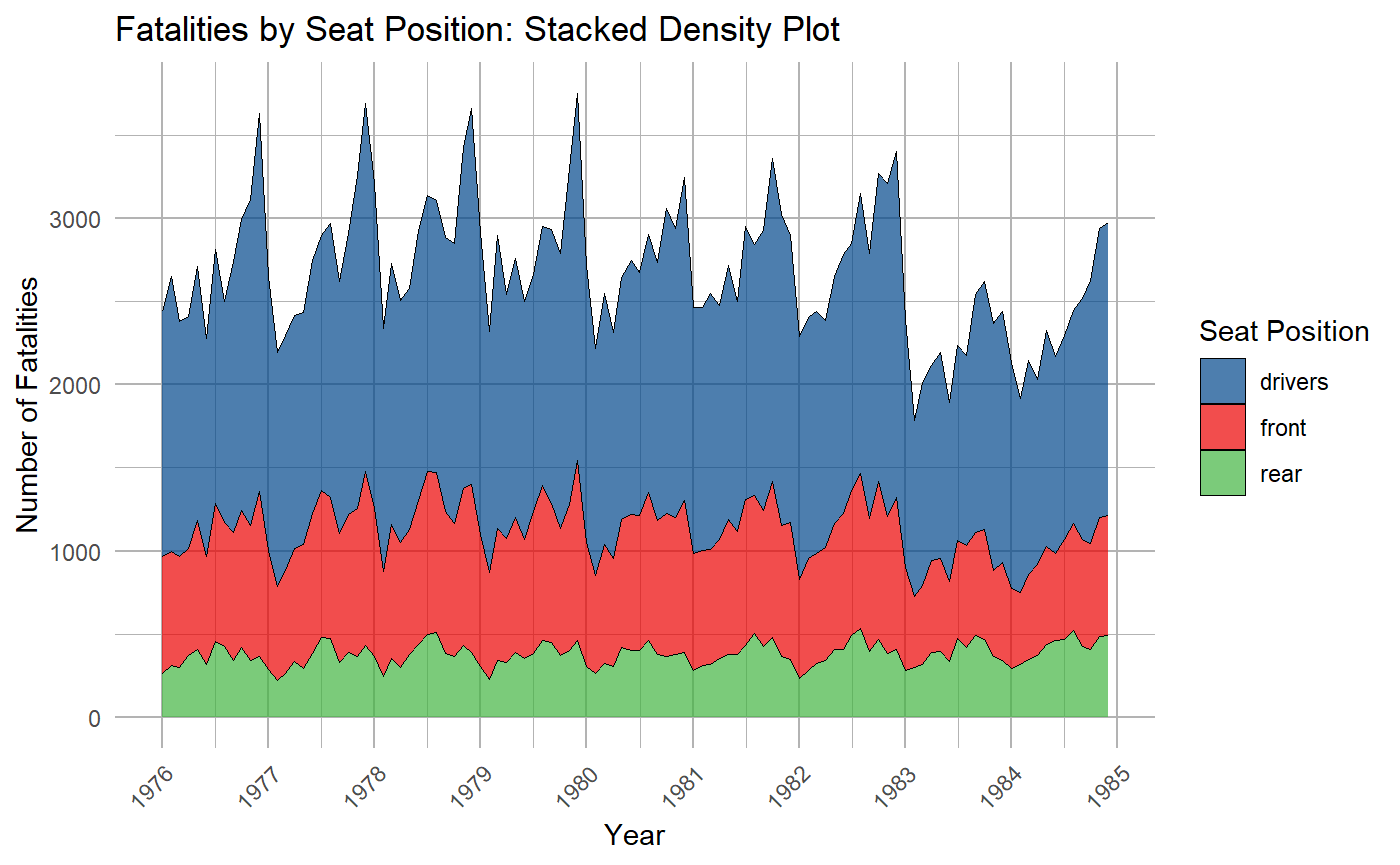 Fatalities by Seat Position: Stacked Density Plot
Number of Fatalities
3000
2000
1000
0
1976
1977
1978
1979
1980
1981
1982
1983
1984
1985
Year
Seat Position
drivers
front
rear